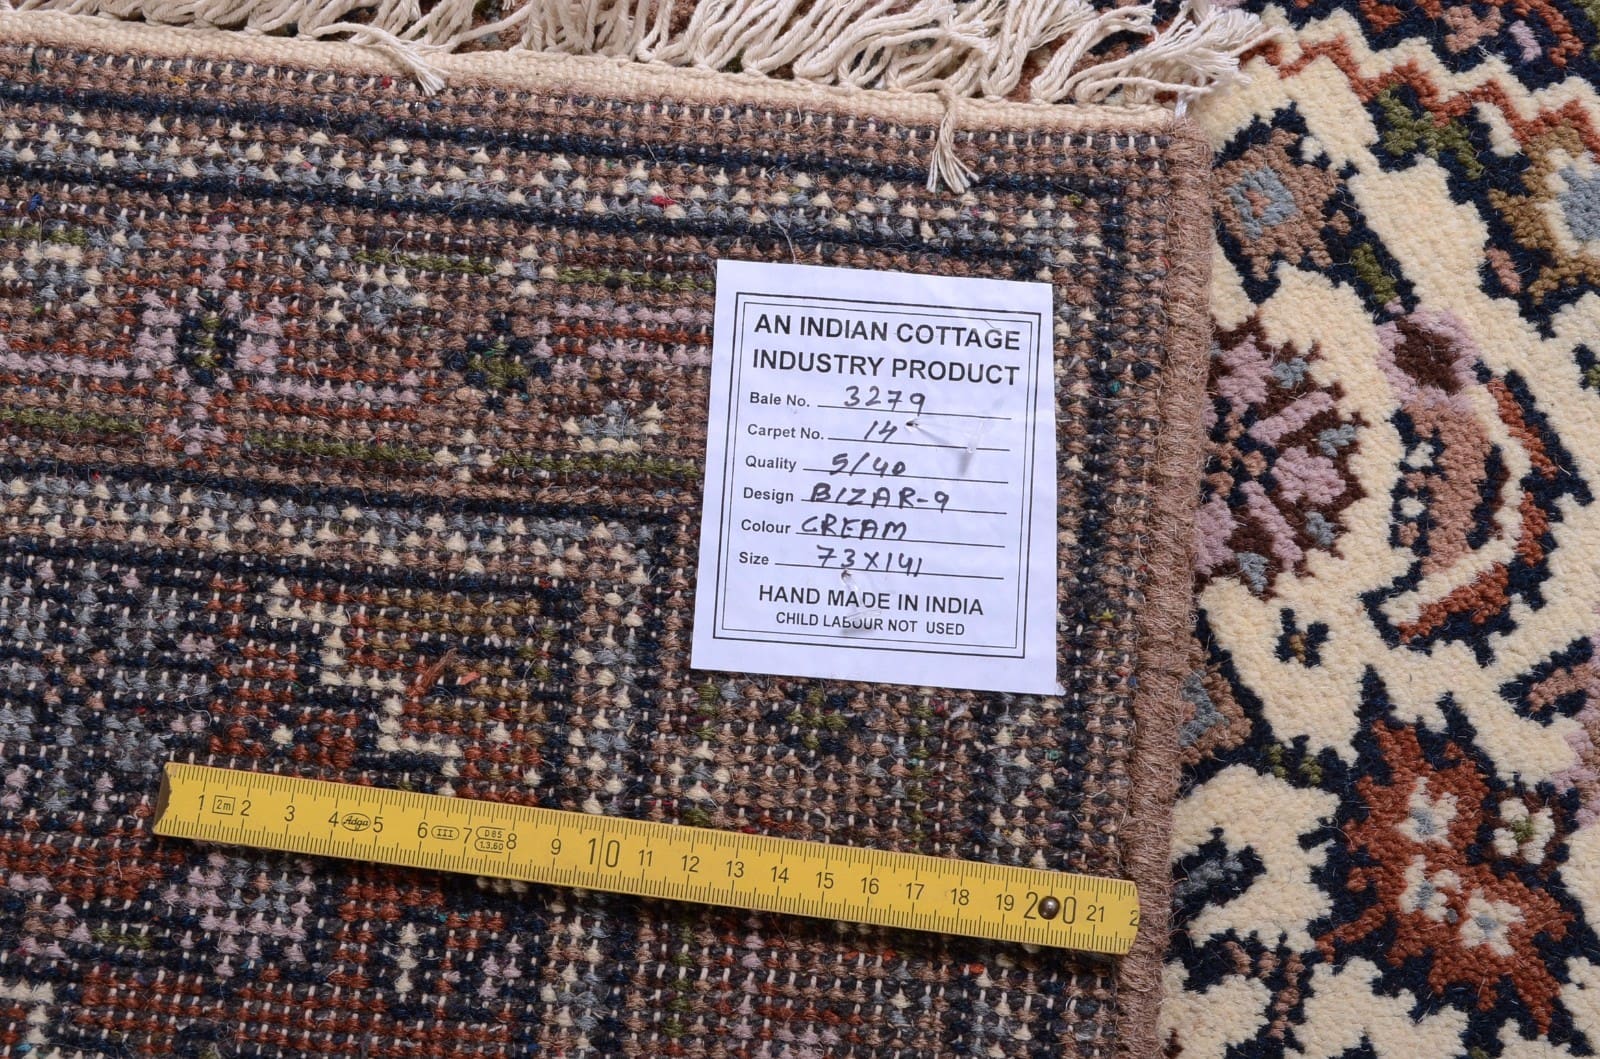 AN INDIAN COTTAGE
INDUSTRY PRODUCT
Bale No. 3279
Carpet No. 14
Quality 5/40
Design BIZAR-9
Colour CREAM
Size 73X141
HAND MADE IN INDIA
CHILD LABOUR NOT USED
1 2m 2 3 4 Adga 5 6 III 7 D85 1.3.60 8 9 10 11 12 13 14 15 16 17 18 19 20 21 2